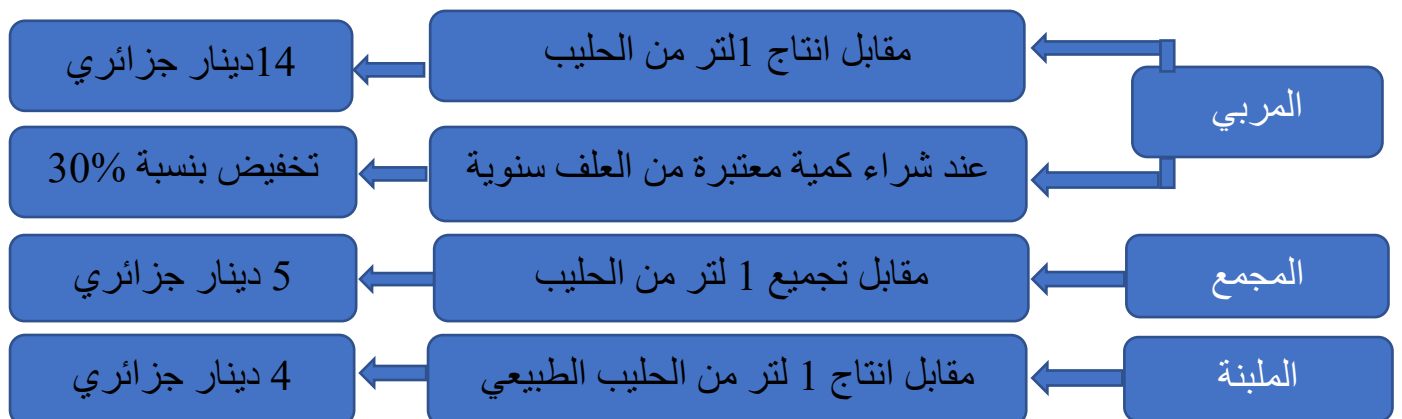 المربي
مقابل انتاج 1لتر من الحليب
14دينار جزائري
عند شراء كمية معتبرة من العلف سنوية
تخفيض بنسبة 30%
المجمع
مقابل تجميع 1 لتر من الحليب
5 دينار جزائري
الملبنة
مقابل انتاج 1 لتر من الحليب الطبيعي
4 دينار جزائري